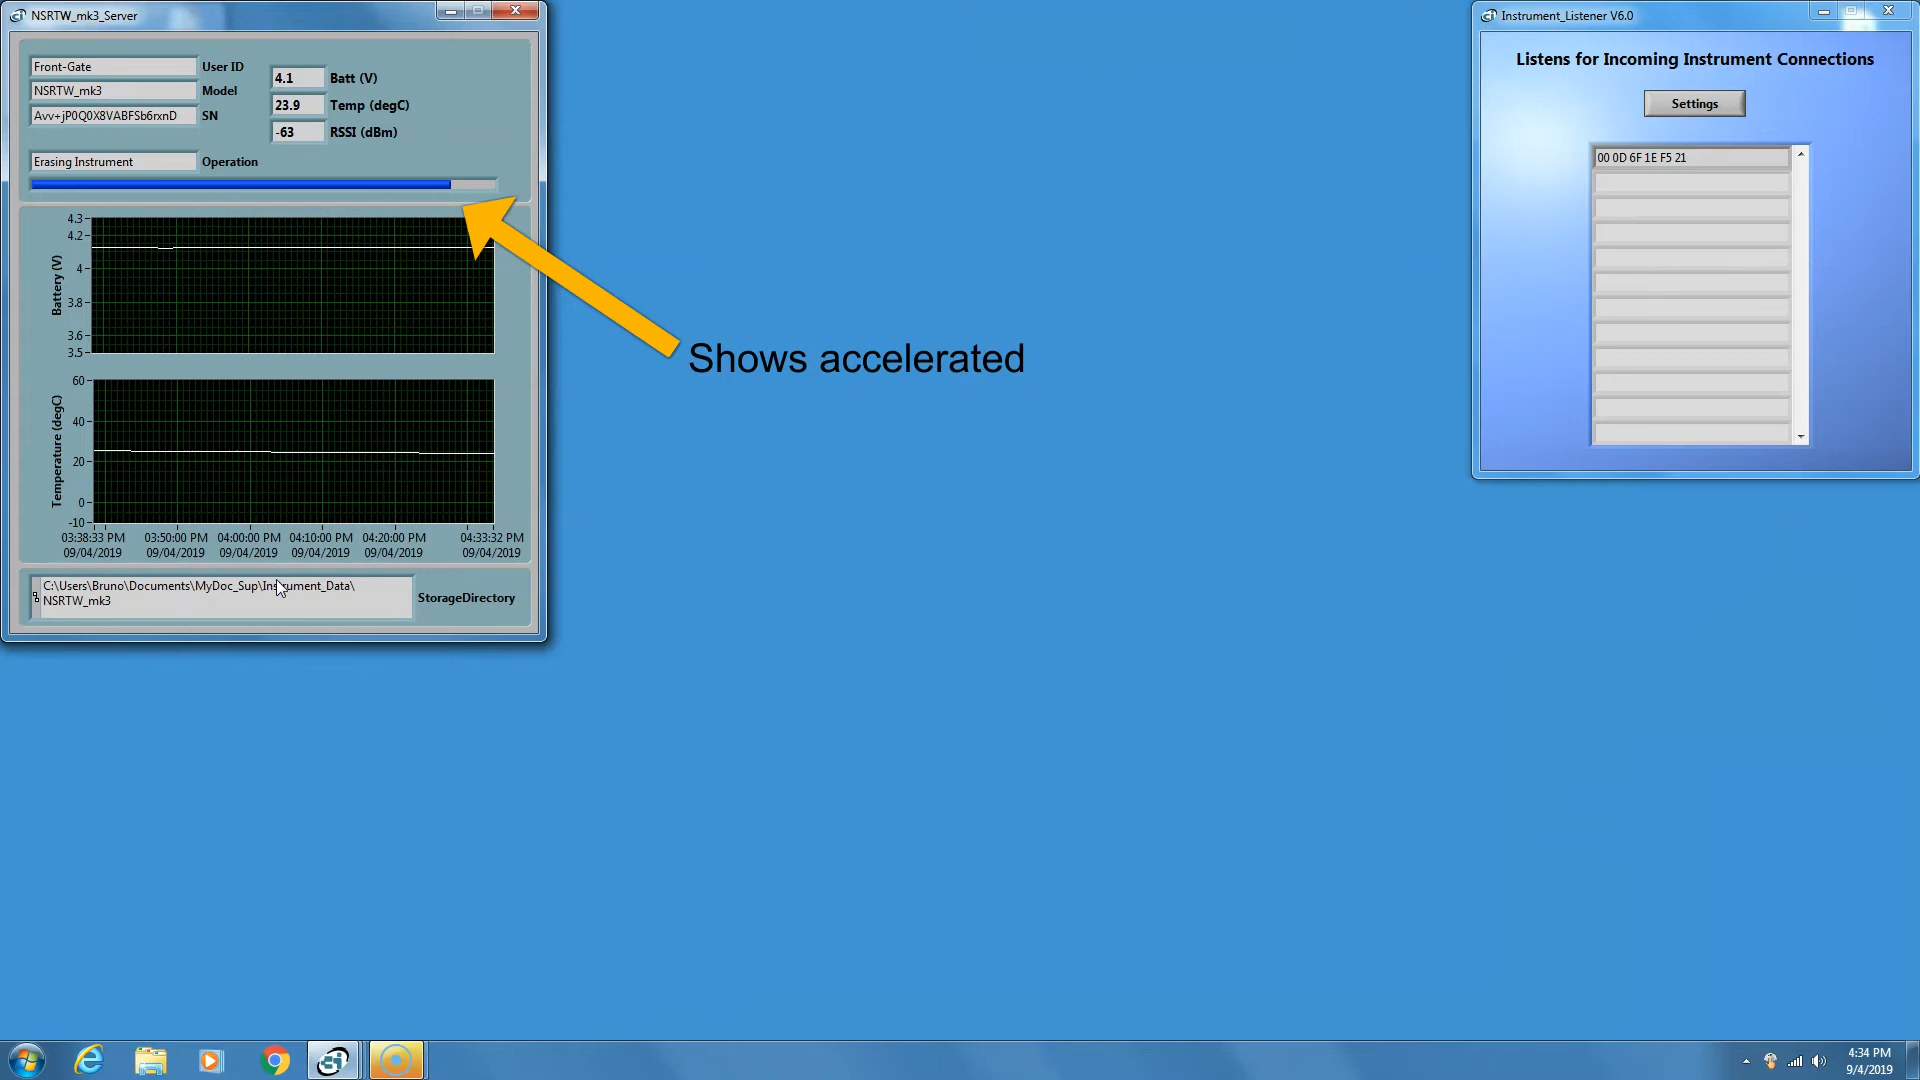 NSRTW_mk3_Server
Front-Gate User ID
NSRTW_mk3 Model
Avv+jP0Q0X8VABFSb6rxnD SN
4.1 Batt (V)
23.9 Temp (degC)
-63 RSSI (dBm)
Erasing Instrument Operation
Battery (V)
4.3
4.2
4
3.8
3.6
3.5
Temperature (degC)
60
40
20
0
-10
03:38:33 PM 03:50:00 PM 04:00:00 PM 04:10:00 PM 04:20:00 PM 04:33:32 PM
09/04/2019 09/04/2019 09/04/2019 09/04/2019 09/04/2019 09/04/2019
C:\Users\Bruno\Documents\MyDoc_Sup\Instrument_Data\
NSRTW_mk3
StorageDirectory
Shows accelerated
Instrument_Listener V6.0
Listens for Incoming Instrument Connections
Settings
00 0D 6F 1E F5 21
4:34 PM
9/4/2019